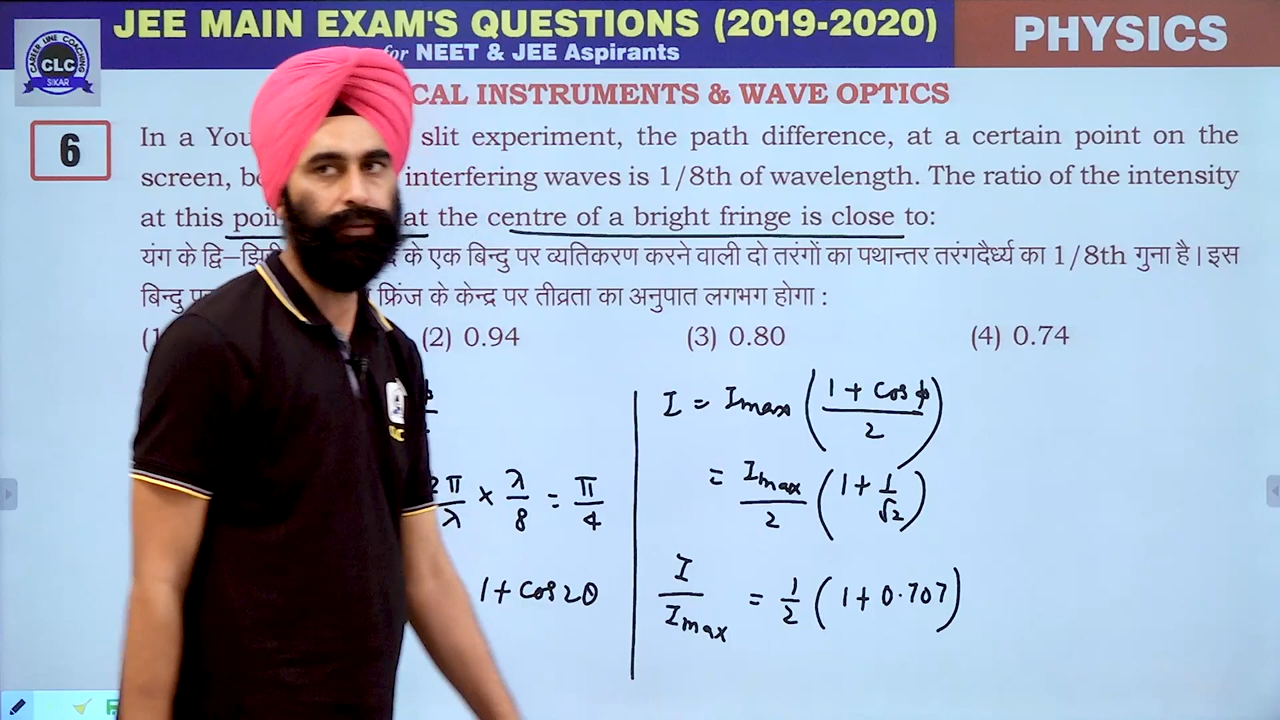 JEE MAIN EXAM'S QUESTIONS (2019-2020)
for NEET & JEE Aspirants
PHYSICS
CAREER LINE COACHING
CLC
SIKAR
CAL INSTRUMENTS & WAVE OPTICS
6
In a You slit experiment, the path difference, at a certain point on the
screen, be interfering waves is 1/8th of wavelength. The ratio of the intensity
at this poin at the centre of a bright fringe is close to:
यंग के द्वि–झि के एक बिन्दु पर व्यतिकरण करने वाली दो तरंगों का पथान्तर तरंगदैर्ध्य का 1/8th गुना है। इस
बिन्दु फ्रिंज के केन्द्र पर तीव्रता का अनुपात लगभग होगा :
(2) 0.94 (3) 0.80 (4) 0.74
I = Imax (1 + cos ϕ / 2)
= Imax / 2 (1 + 1/√2)
2π/λ × λ/8 = π/4
1 + cos 2θ
I / Imax = 1/2 (1 + 0.707)